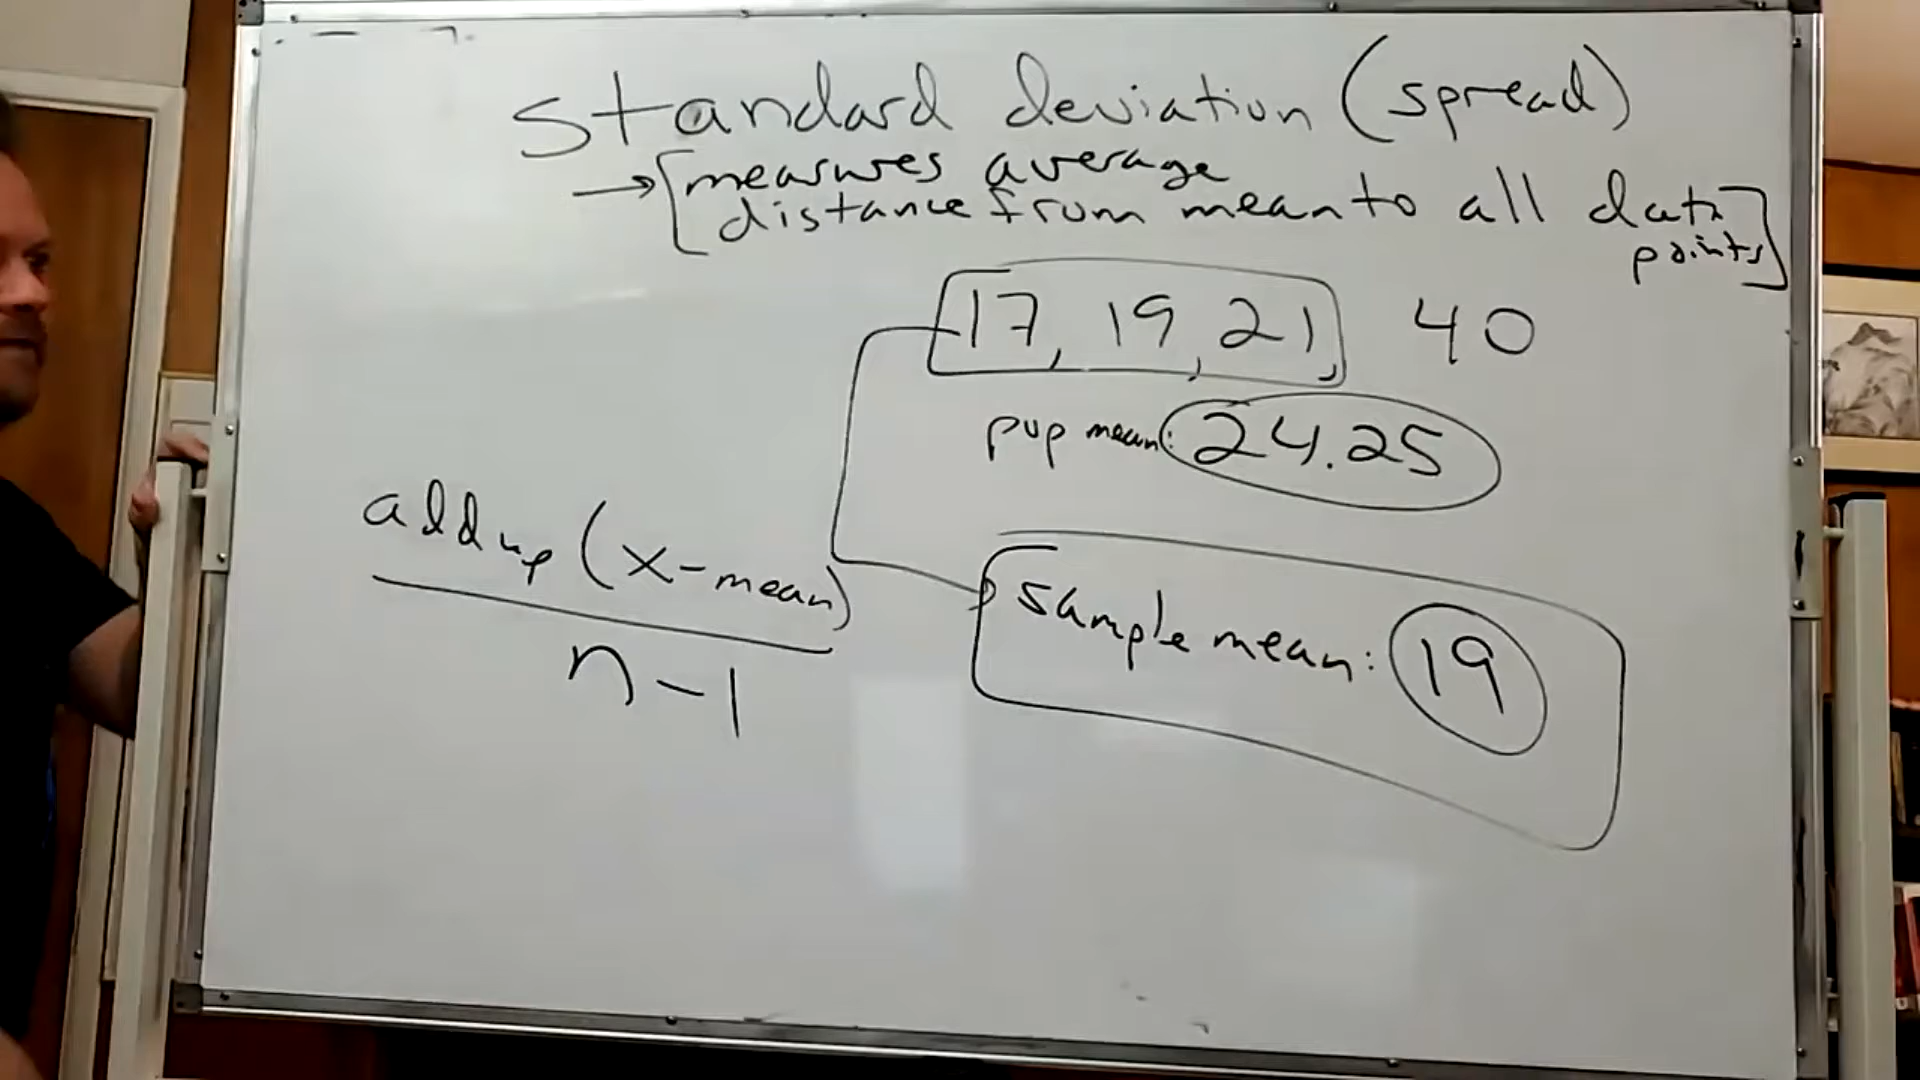 standard deviation (spread)
→ [measures average
distance from mean to all data
points]
17, 19, 21, 40
pop mean: 24.25
add up (x-mean)
n-1
sample mean: 19